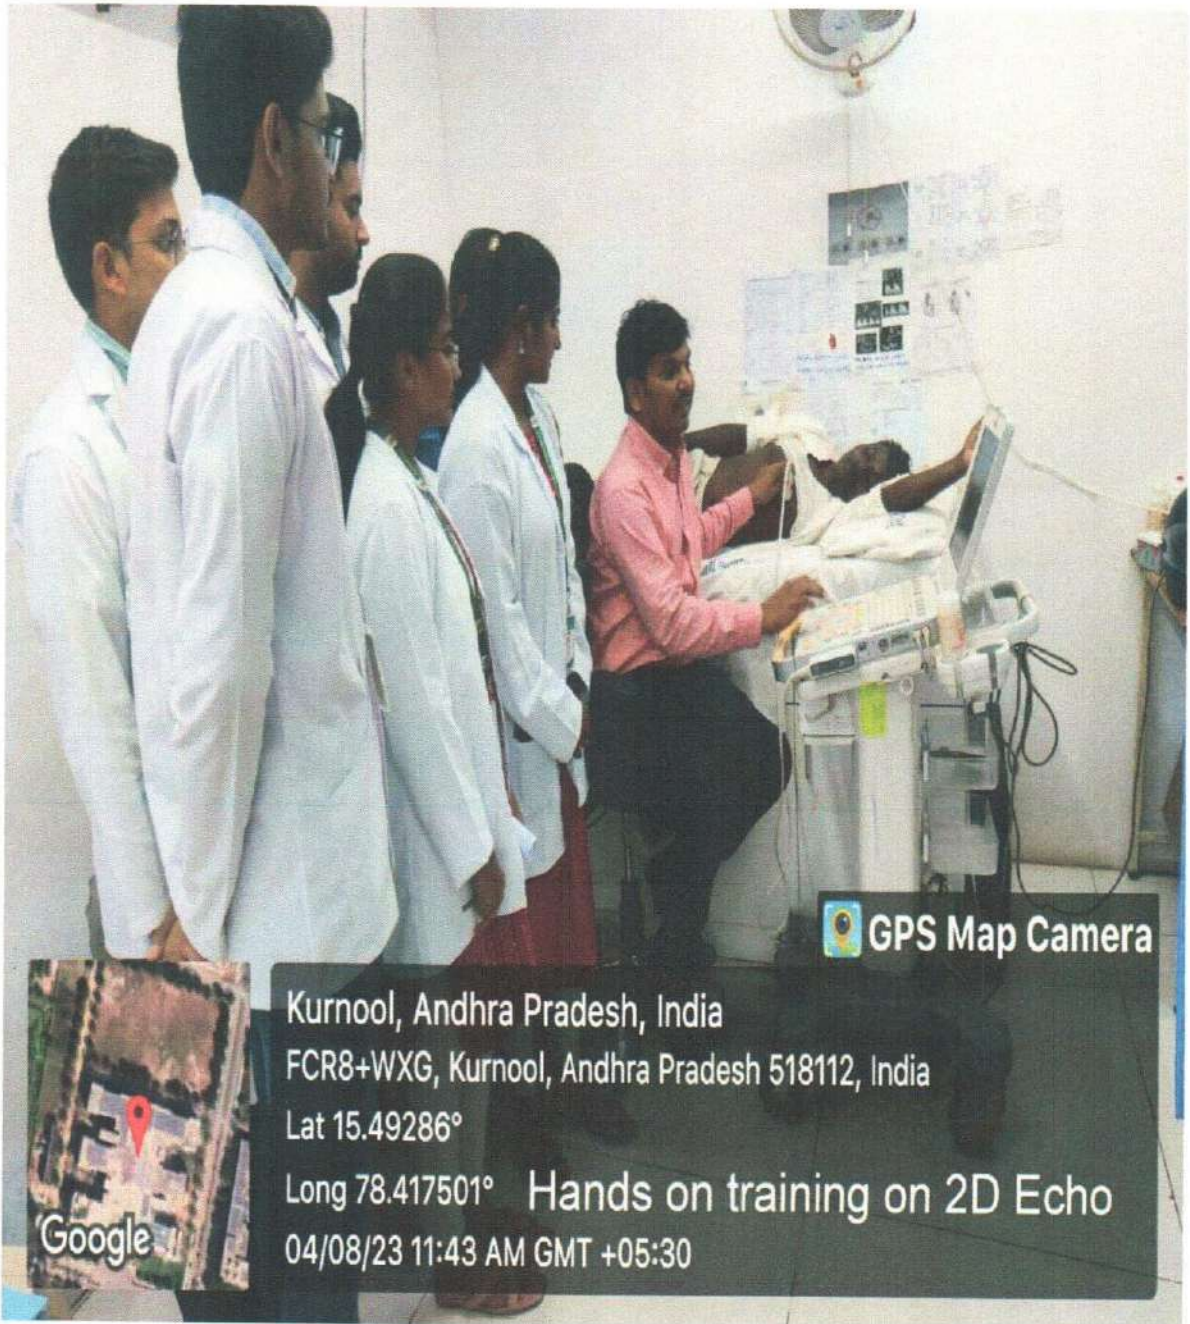 GPS Map Camera
Kurnool, Andhra Pradesh, India
FCR8+WXG, Kurnool, Andhra Pradesh 518112, India
Lat 15.49286°
Long 78.417501° Hands on training on 2D Echo
04/08/23 11:43 AM GMT +05:30
Google